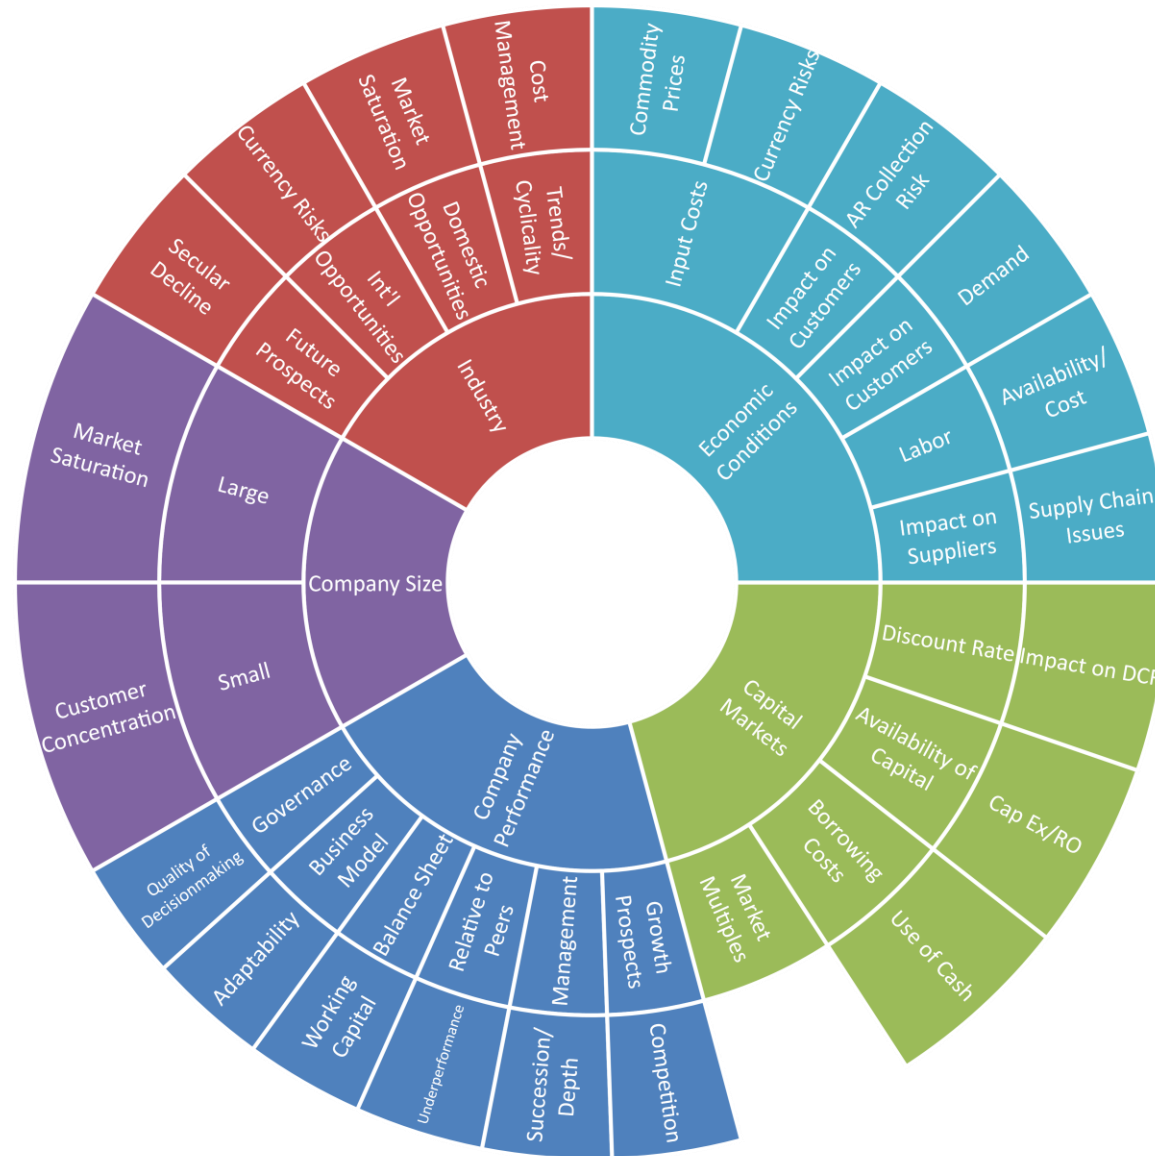 Economic
Conditions
Input Costs
Commodity
Prices
Currency Risks
Impact on
Customers
AR Collection
Risk
Impact on
Customers
Demand
Labor
Availability/
Cost
Impact on
Suppliers
Supply Chain
Issues
Capital
Markets
Discount Rate
Impact on DCF
Availability of
Capital
Cap Ex/RO
Borrowing
Costs
Use of Cash
Market
Multiples
Company
Performance
Growth
Prospects
Competition
Management
Succession/
Depth
Relative to
Peers
Underperformance
Balance Sheet
Working
Capital
Business
Model
Adaptability
Governance
Quality of
Decisionmaking
Company Size
Small
Customer
Concentration
Large
Market
Saturation
Industry
Future
Prospects
Secular
Decline
Int'l
Opportunities
Currency Risks
Domestic
Opportunities
Market
Saturation
Trends/
Cyclicality
Cost
Management